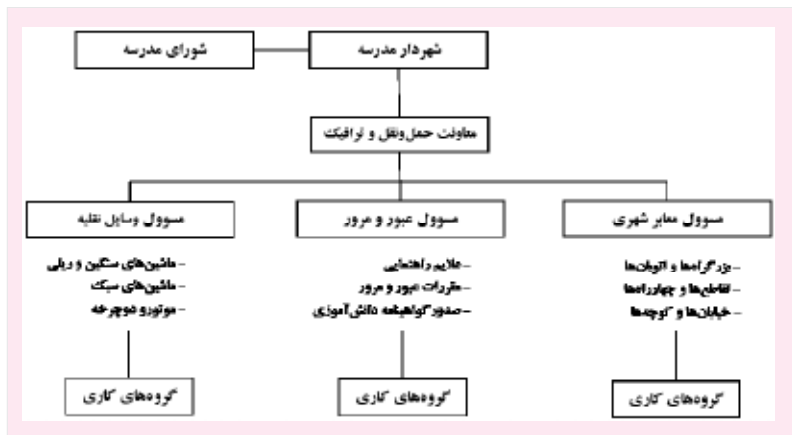 شهردار مدرسه
شورای مدرسه
معاونت حمل‌ونقل و ترافیک
مسوول معابر شهری
مسوول عبور و مرور
مسوول وسایل نقلیه
– بزرگراه‌ها و اتوبان‌ها
– تقاطع‌ها و چهارراه‌ها
– خیابان‌ها و کوچه‌ها
– علایم راهنمایی
– مقررات عبور و مرور
– صدور گواهینامه دانش‌آموزی
– ماشین‌های سنگین و ریلی
– ماشین‌های سبک
– موتور و دوچرخه
گروه‌های کاری
گروه‌های کاری
گروه‌های کاری